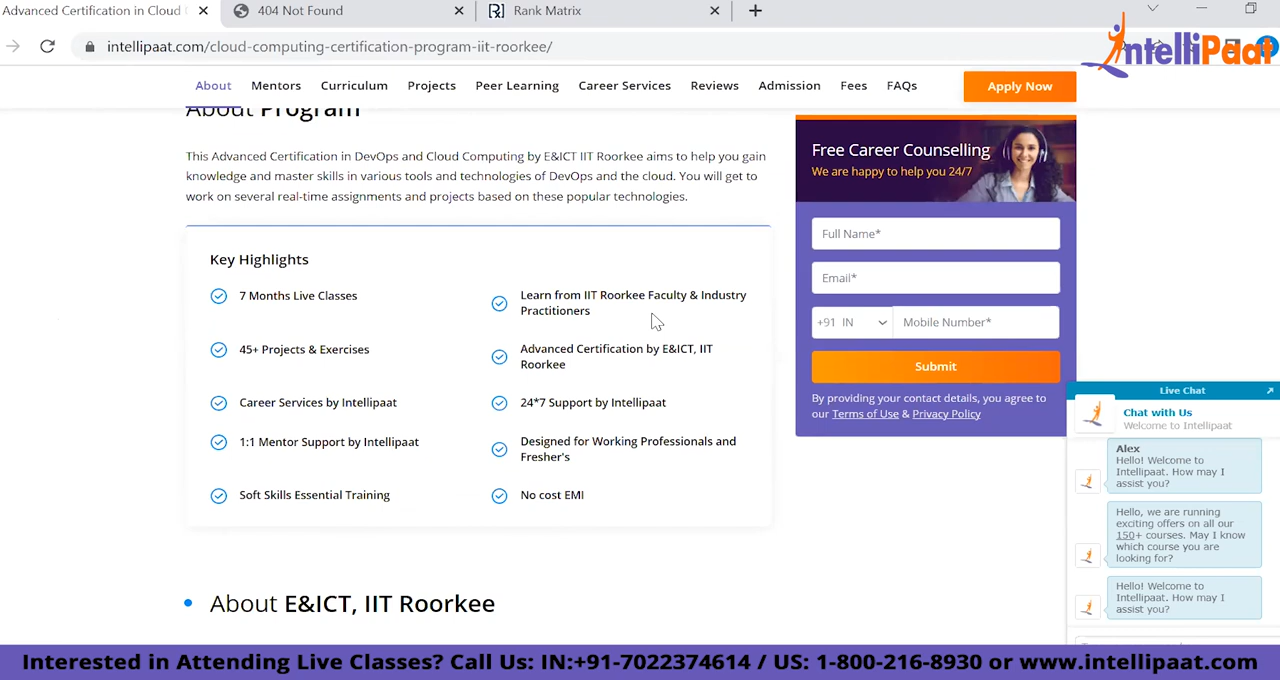 Advanced Certification in Cloud
404 Not Found
Rank Matrix
intellipaat.com/cloud-computing-certification-program-iit-roorkee/
IntelliPaat
About
Mentors
Curriculum
Projects
Peer Learning
Career Services
Reviews
Admission
Fees
FAQs
Apply Now
About Program
This Advanced Certification in DevOps and Cloud Computing by E&ICT IIT Roorkee aims to help you gain
knowledge and master skills in various tools and technologies of DevOps and the cloud. You will get to
work on several real-time assignments and projects based on these popular technologies.
Key Highlights
7 Months Live Classes
Learn from IIT Roorkee Faculty & Industry
Practitioners
45+ Projects & Exercises
Advanced Certification by E&ICT, IIT
Roorkee
Career Services by Intellipaat
24*7 Support by Intellipaat
1:1 Mentor Support by Intellipaat
Designed for Working Professionals and
Fresher's
Soft Skills Essential Training
No cost EMI
About E&ICT, IIT Roorkee
Free Career Counselling
We are happy to help you 24/7
Full Name*
Email*
+91 IN
Mobile Number*
Submit
By providing your contact details, you agree to
our Terms of Use & Privacy Policy
Live Chat
Chat with Us
Welcome to Intellipaat
Alex
Hello! Welcome to
Intellipaat. How may I
assist you?
Hello, we are running
exciting offers on all our
150+ courses. May I know
which course you are
looking for?
Hello! Welcome to
Intellipaat. How may I
assist you?
Interested in Attending Live Classes? Call Us: IN:+91-7022374614 / US: 1-800-216-8930 or www.intellipaat.com